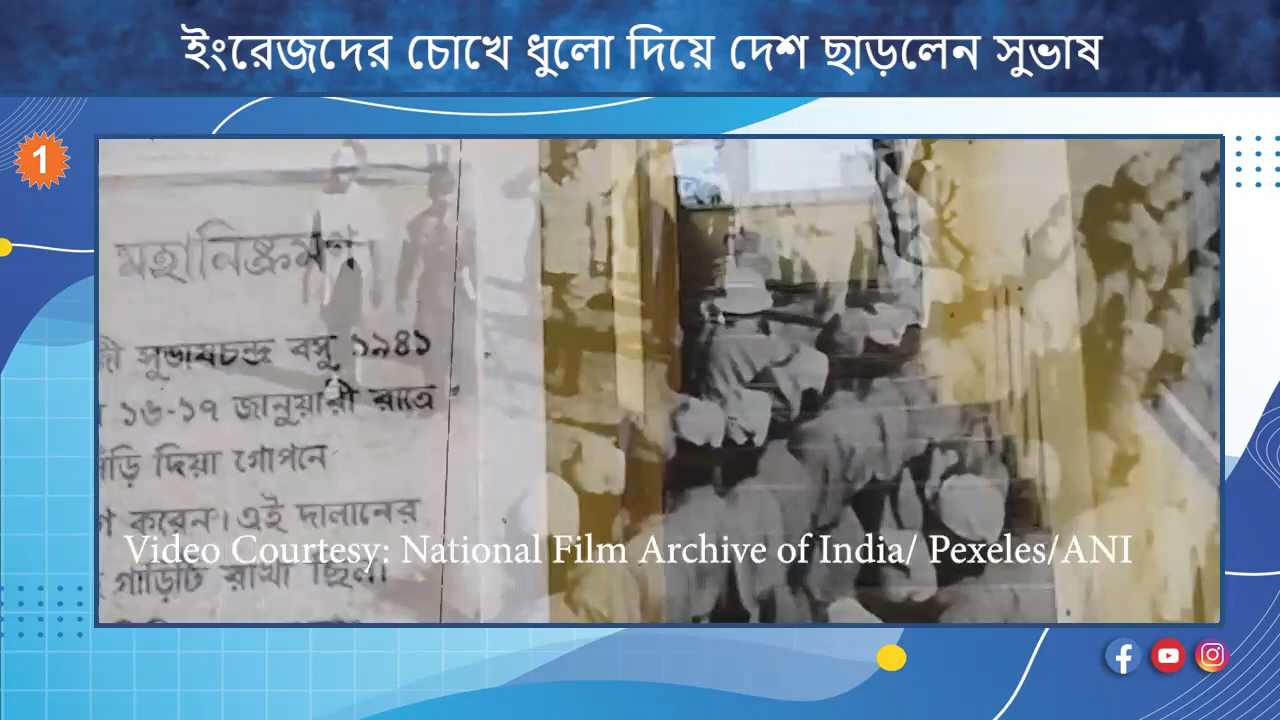 ইংরেজদের চোখে ধুলো দিয়ে দেশ ছাড়লেন সুভাষ
1
মহানিষ্ক্রমণ
সুভাষচন্দ্র বসু ১৯৪১
১৬-১৭ জানুয়ারী রাত্রে
দিয়া গোপনে
করেন। এই দালানের
গাড়িটি রাখা ছিল।
Video Courtesy: National Film Archive of India/ Pexeles/ANI